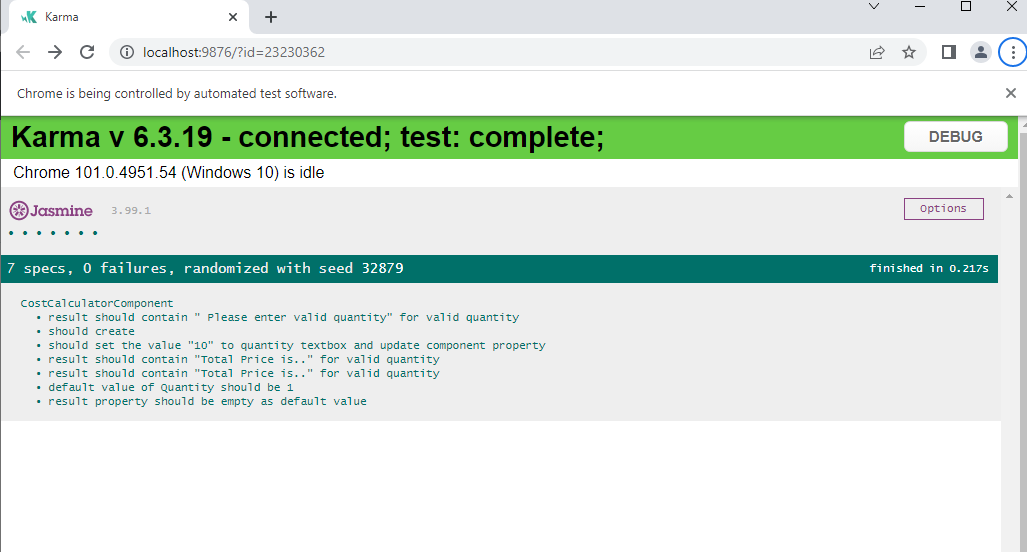 Karma
localhost:9876/?id=23230362
Chrome is being controlled by automated test software.
Karma v 6.3.19 - connected; test: complete;
DEBUG
Chrome 101.0.4951.54 (Windows 10) is idle
Jasmine 3.99.1
Options
7 specs, 0 failures, randomized with seed 32879
finished in 0.217s
CostCalculatorComponent
• result should contain " Please enter valid quantity" for valid quantity
• should create
• should set the value "10" to quantity textbox and update component property
• result should contain "Total Price is.." for valid quantity
• result should contain "Total Price is.." for valid quantity
• default value of Quantity should be 1
• result property should be empty as default value